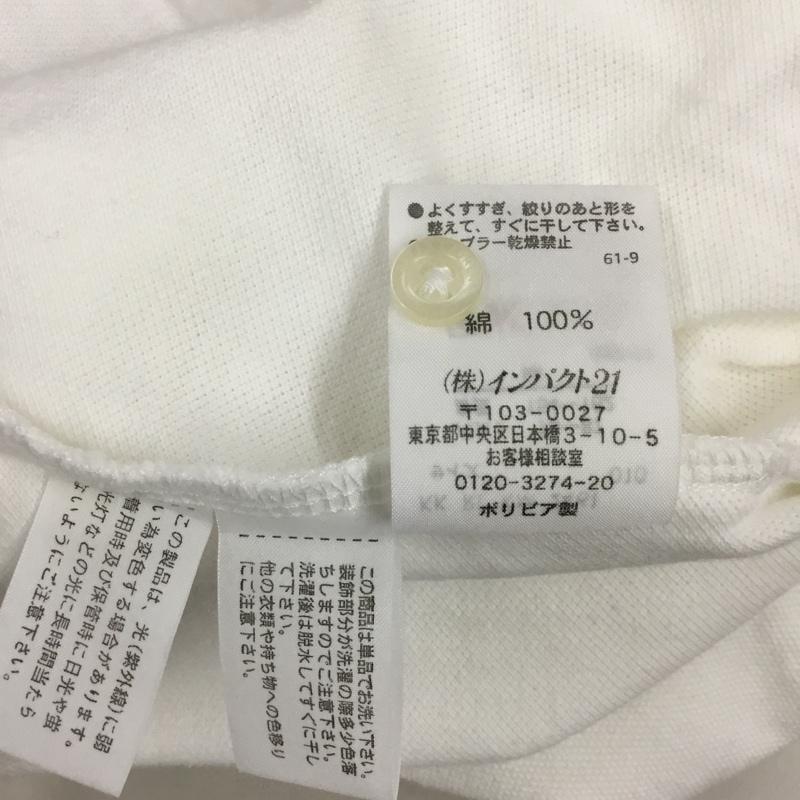 ●よくすすぎ、絞りのあと形を
整えて、すぐに干して下さい。
ブラー乾燥禁止
61-9
綿 100%
(株)インパクト21
〒103-0027
東京都中央区日本橋3-10-5
お客様相談室
0120-3274-20
ボリビア製
この商品は単品でお洗い下さい。
装飾部分が洗濯の際多少色落
ちしますのでご注意下さい。
洗濯後は脱水してすぐに干し
て下さい。
他の衣類や持ち物への色移り
にご注意下さい。
この製品は、光(紫外線)に弱
い為変色する場合があります。
着用時及び保管時に日光や蛍
光灯などの光に長時間当たら
ないようにご注意下さい。